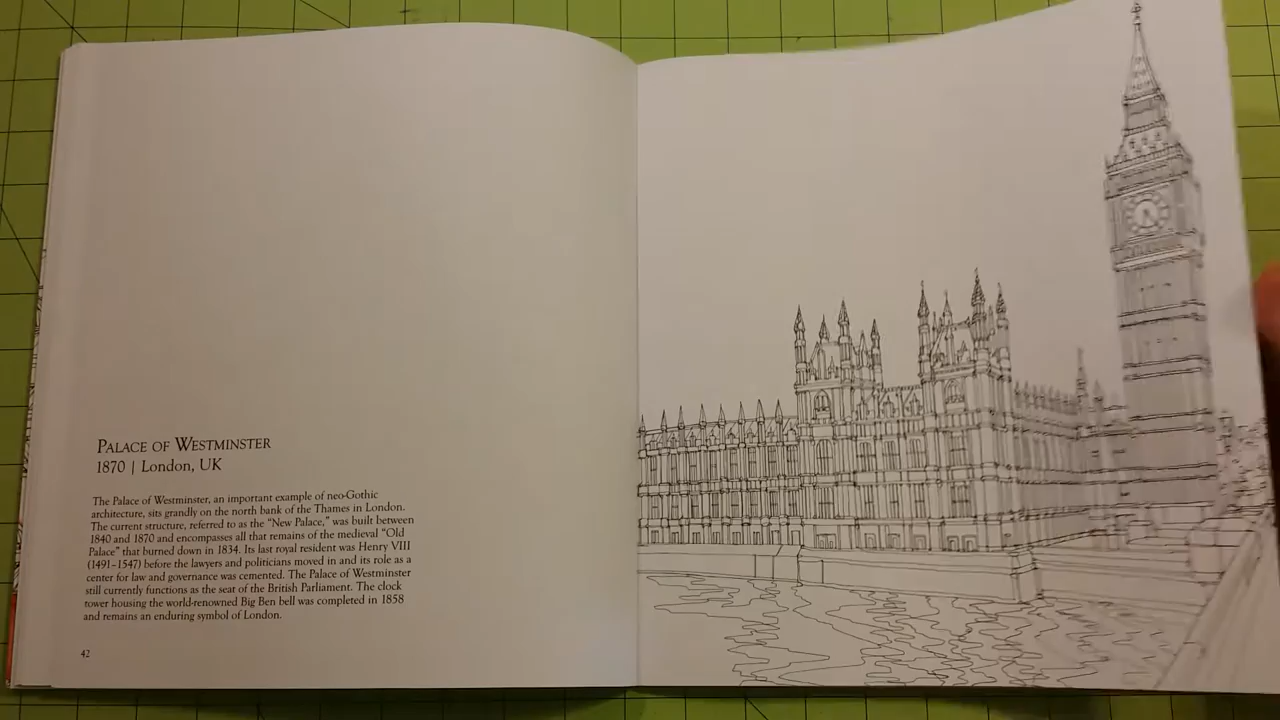 PALACE OF WESTMINSTER
1870 | London, UK
The Palace of Westminster, an important example of neo-Gothic
architecture, sits grandly on the north bank of the Thames in London.
The current structure, referred to as the “New Palace,” was built between
1840 and 1870 and encompasses all that remains of the medieval “Old
Palace” that burned down in 1834. Its last royal resident was Henry VIII
(1491–1547) before the lawyers and politicians moved in and its role as a
center for law and governance was cemented. The Palace of Westminster
still currently functions as the seat of the British Parliament. The clock
tower housing the world-renowned Big Ben bell was completed in 1858
and remains an enduring symbol of London.
42